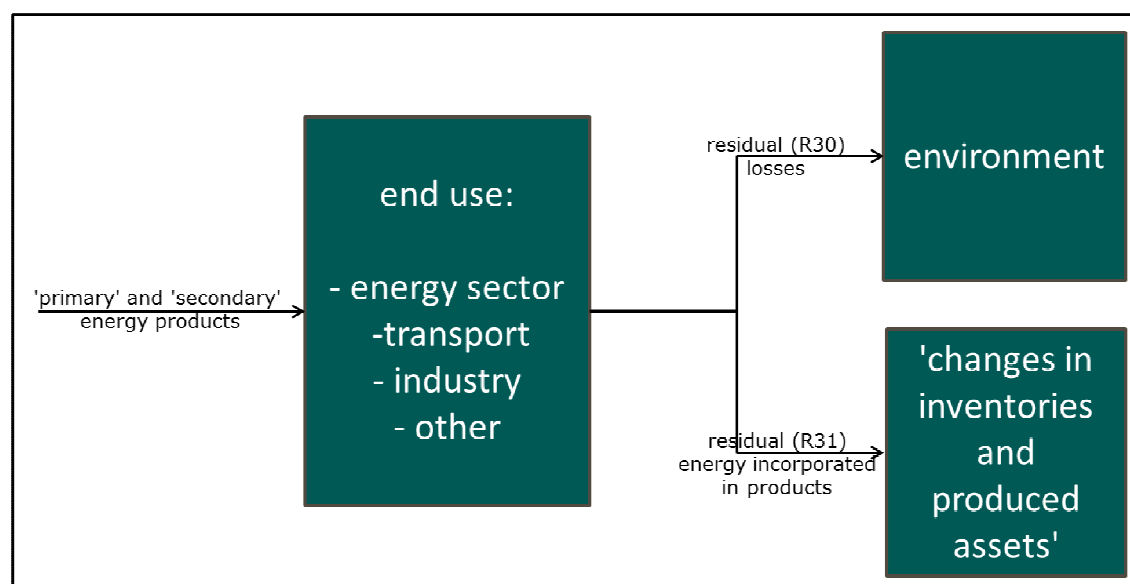 'primary' and 'secondary'
energy products
end use:
- energy sector
-transport
- industry
- other
residual (R30)
losses
environment
residual (R31)
energy incorporated
in products
'changes in
inventories
and
produced
assets'